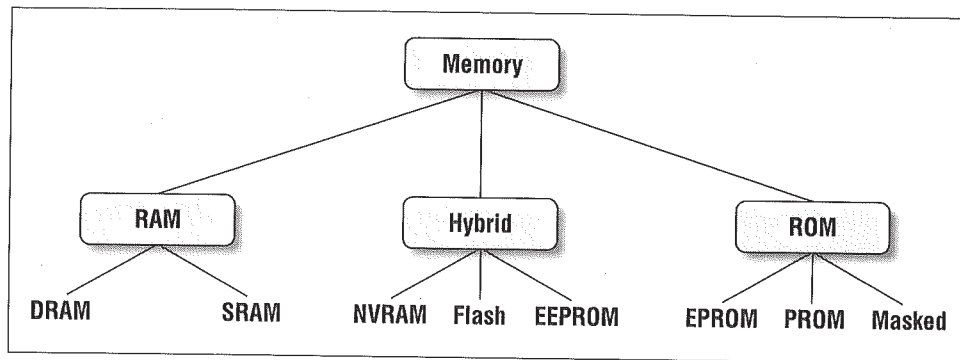 Memory
RAM Hybrid ROM
DRAM SRAM NVRAM Flash EEPROM EPROM PROM Masked